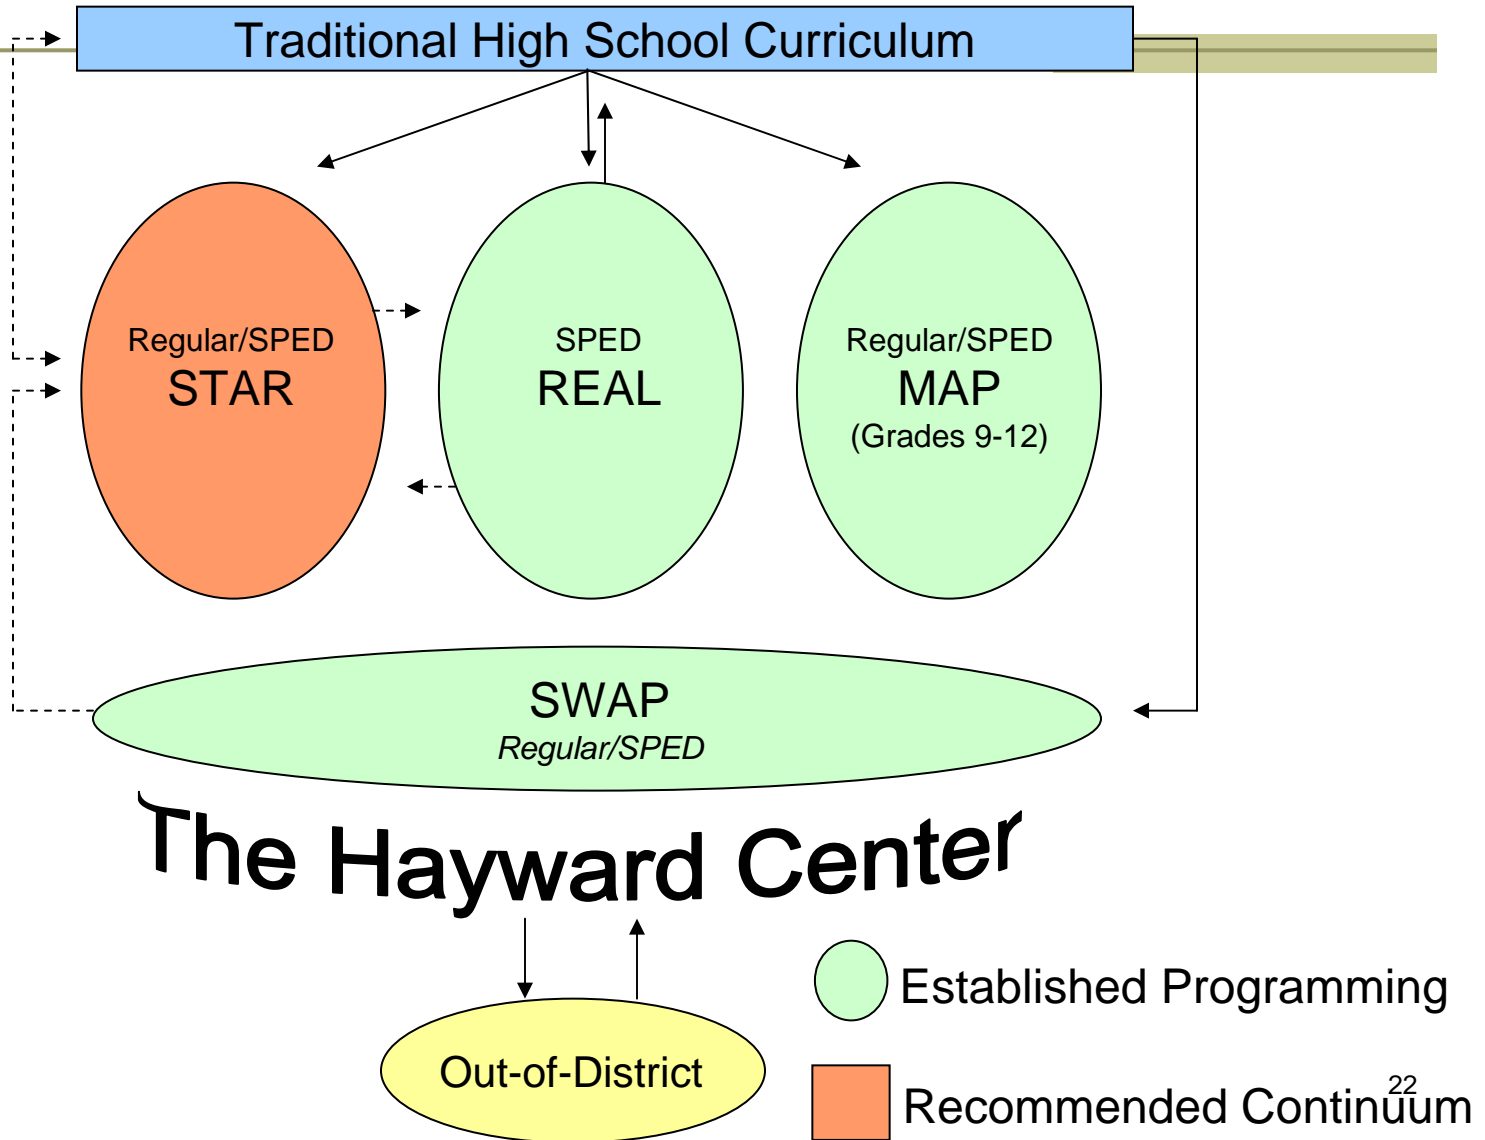 Traditional High School Curriculum
Regular/SPED
STAR
SPED
REAL
Regular/SPED
MAP
(Grades 9-12)
SWAP
Regular/SPED
The Hayward Center
Out-of-District
Established Programming
Recommended Continuum
22